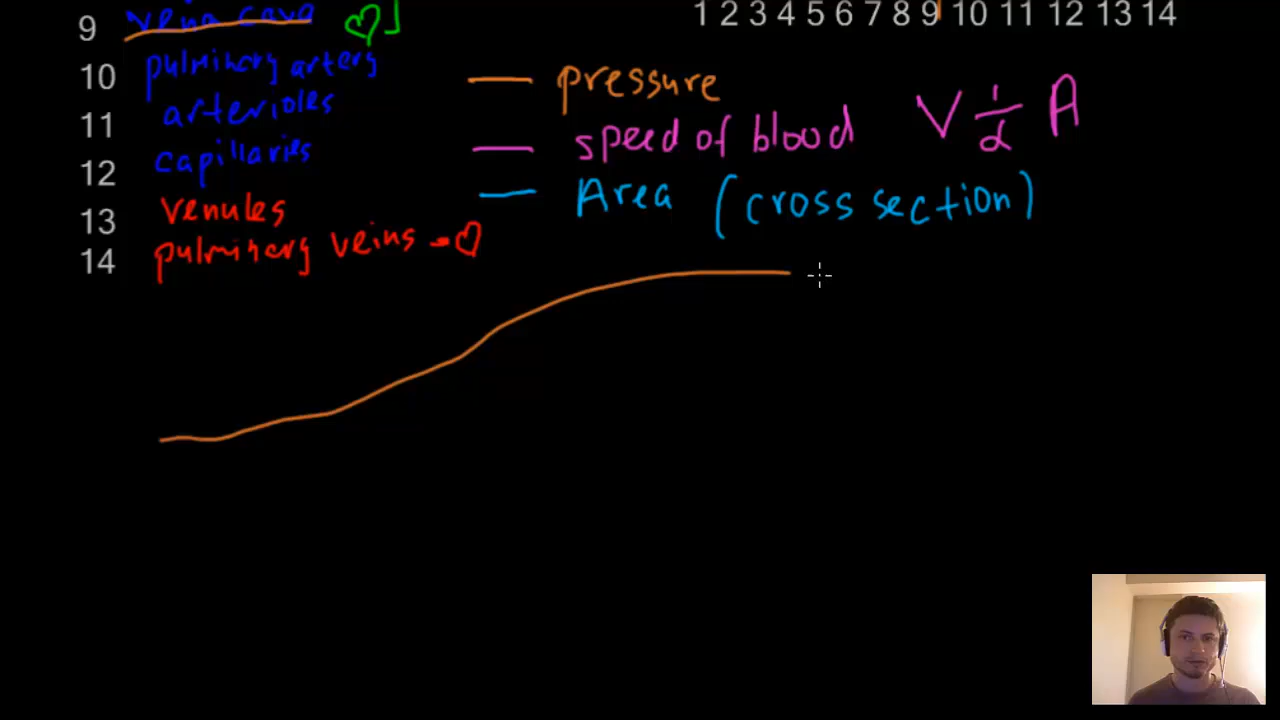 9 vena cava
10 pulminary artery
11 arterioles
12 capillaries
13 venules
14 pulminary veins - ♡
1 2 3 4 5 6 7 8 9 10 11 12 13 14
pressure
speed of blood V 1/α A
Area (cross section)